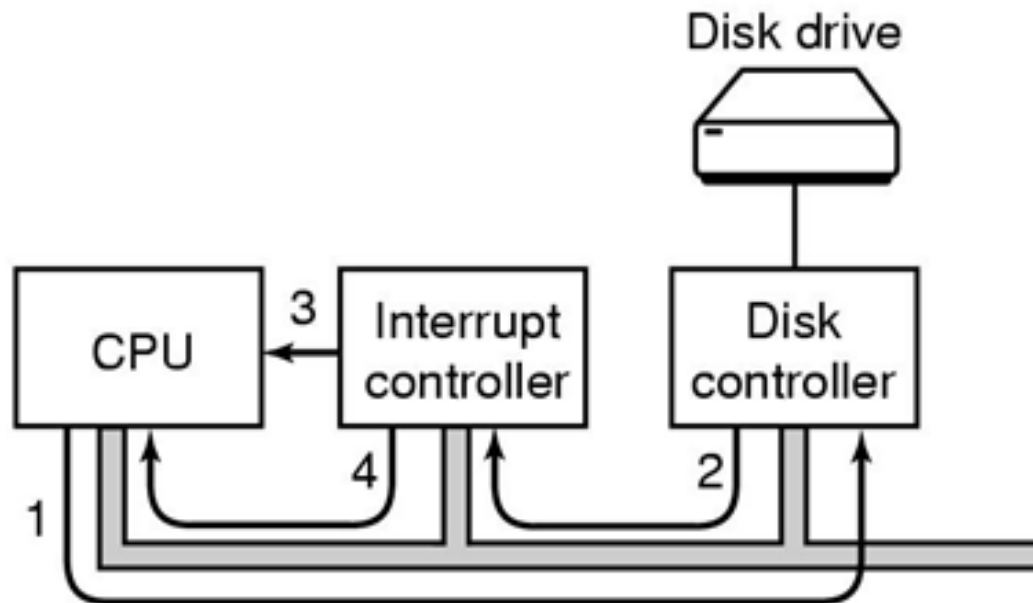 Disk drive
CPU
3
Interrupt
controller
Disk
controller
1
4
2